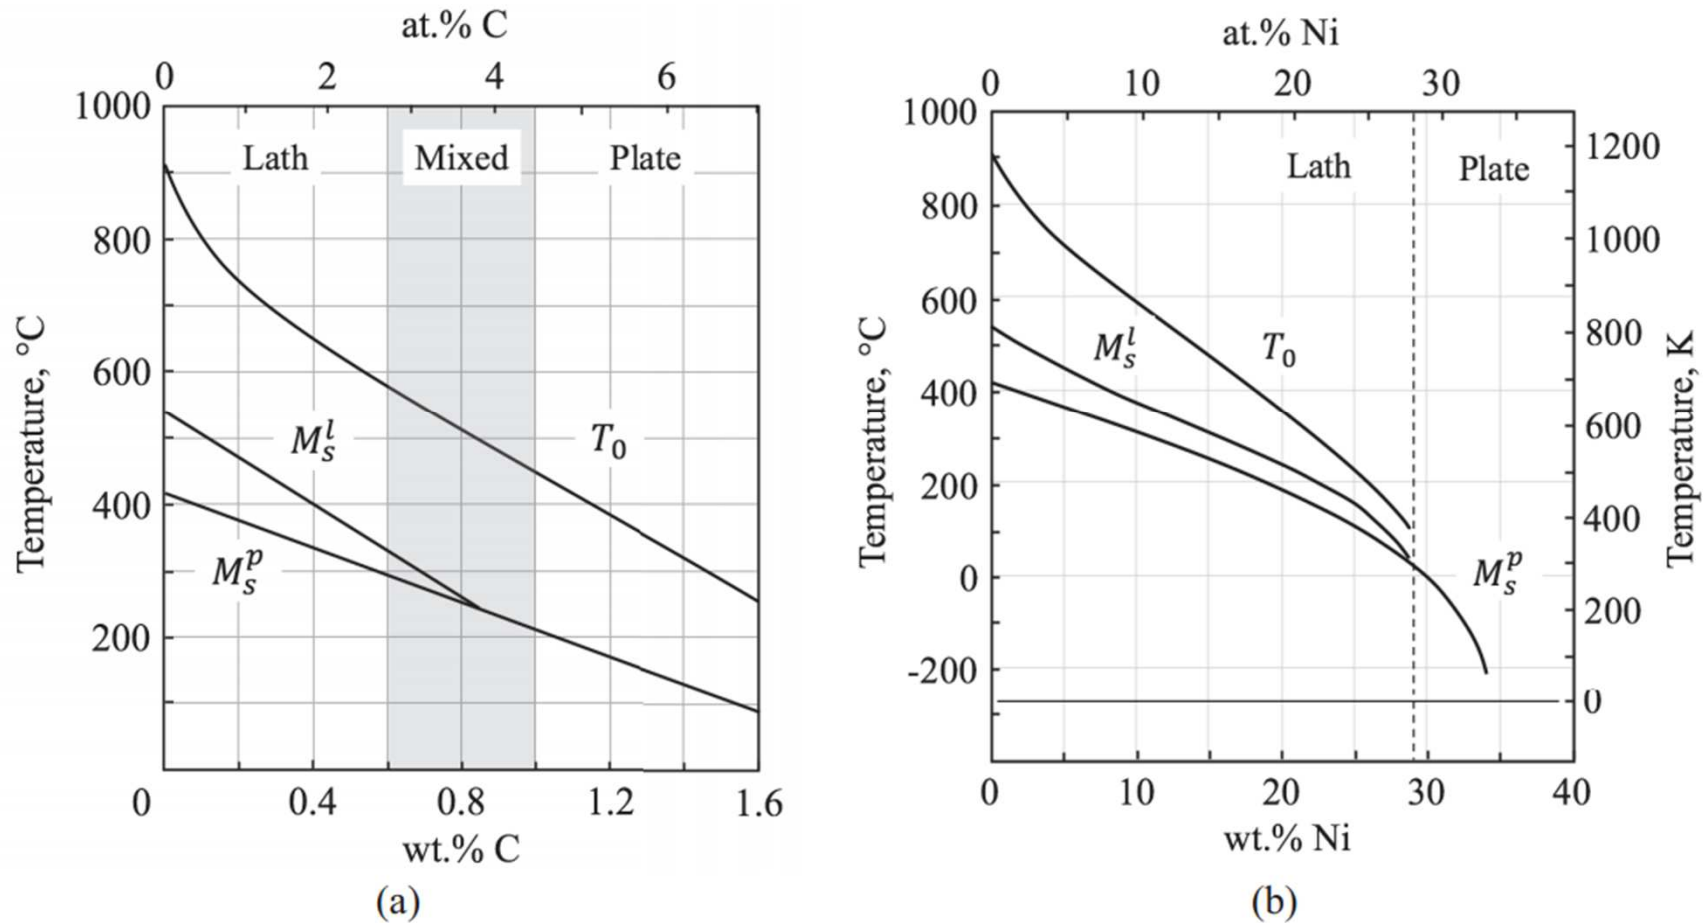 at.% C
0 2 4 6
1000
Lath Mixed Plate
800
600
400
200
0 0.4 0.8 1.2 1.6
M_s^l
T_0
M_s^p
Temperature, °C
wt.% C
(a)
at.% Ni
0 10 20 30
1000
1200
Lath Plate
800
1000
600
800
M_s^l
T_0
400
600
200
400
0
M_s^p
200
-200
0
Temperature, °C
Temperature, K
0 10 20 30 40
wt.% Ni
(b)